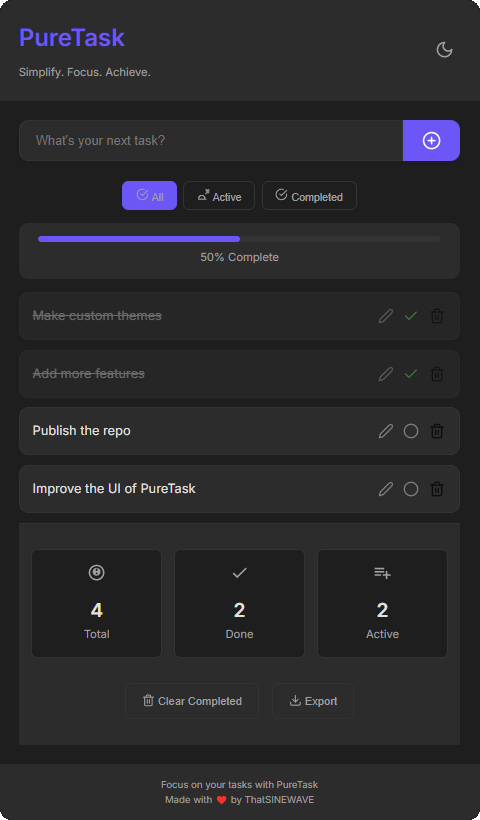 PureTask
Simplify. Focus. Achieve.
What's your next task?
All Active Completed
50% Complete
Make custom themes
Add more features
Publish the repo
Improve the UI of PureTask
4 2 2
Total Done Active
Clear Completed Export
Focus on your tasks with PureTask
Made with ❤️ by ThatSINEWAVE